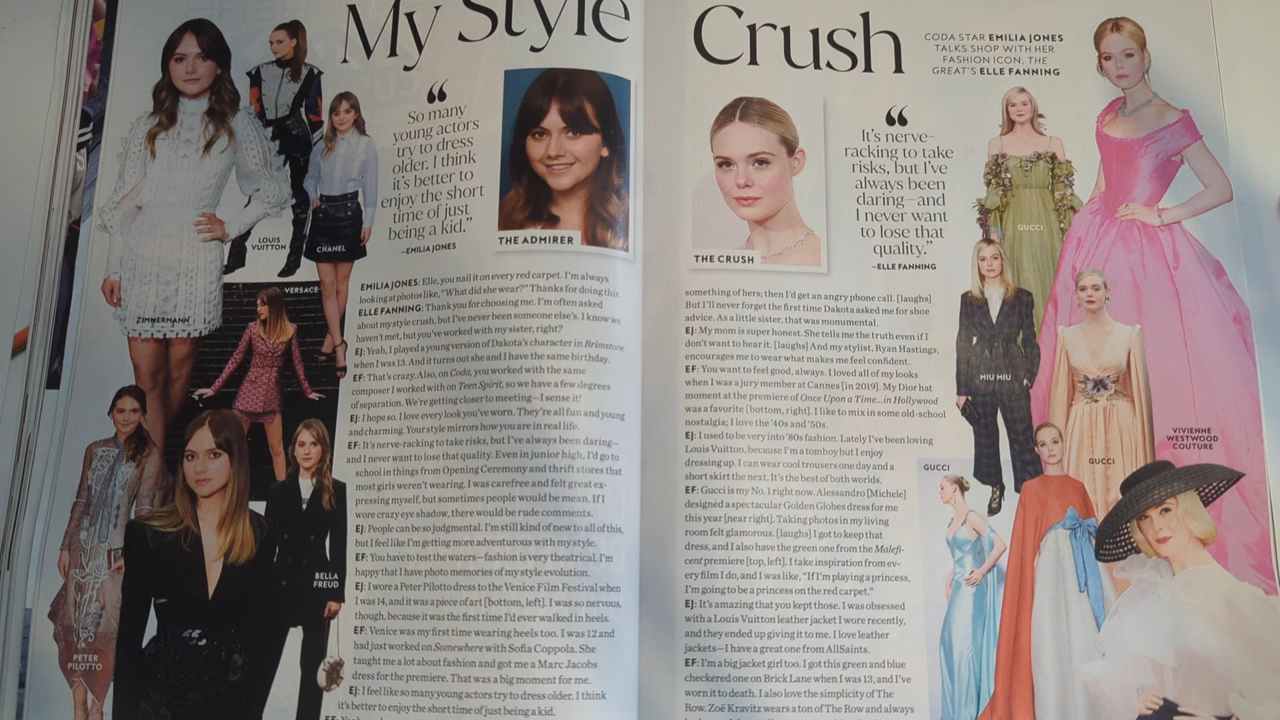 My Style
Crush
CODA STAR EMILIA JONES
TALKS SHOP WITH HER
FASHION ICON, THE
GREAT'S ELLE FANNING
“
So many
young actors
try to dress
older. I think
it's better to
enjoy the short
time of just
being a kid.”
–EMILIA JONES
THE ADMIRER
LOUIS
VUITTON
CHANEL
ZIMMERMANN
VERSACE
BELLA
FREUD
PETER
PILOTTO
EMILIA JONES: Elle, you nail it on every red carpet. I'm always
looking at photos like, “What did she wear?” Thanks for doing this.
ELLE FANNING: Thank you for choosing me. I'm often asked
about my style crush, but I've never been someone else's. I know we
haven't met, but you've worked with my sister, right?
EJ: Yeah, I played a young version of Dakota's character in Brimstone
when I was 13. And it turns out she and I have the same birthday.
EF: That's crazy. Also, on Coda, you worked with the same
composer I worked with on Teen Spirit, so we have a few degrees
of separation. We're getting closer to meeting—I sense it!
EJ: I hope so. I love every look you've worn. They're all fun and young
and charming. Your style mirrors how you are in real life.
EF: It's nerve-racking to take risks, but I've always been daring—
and I never want to lose that quality. Even in junior high, I'd go to
school in things from Opening Ceremony and thrift stores that
most girls weren't wearing. I was carefree and felt great ex-
pressing myself, but sometimes people would be mean. If I
wore crazy eye shadow, there would be rude comments.
EJ: People can be so judgmental. I'm still kind of new to all of this,
but I feel like I'm getting more adventurous with my style.
EF: You have to test the waters—fashion is very theatrical. I'm
happy that I have photo memories of my style evolution.
EJ: I wore a Peter Pilotto dress to the Venice Film Festival when
I was 14, and it was a piece of art [bottom, left]. I was so nervous,
though, because it was the first time I'd ever walked in heels.
EF: Venice was my first time wearing heels too. I was 12 and
had just worked on Somewhere with Sofia Coppola. She
taught me a lot about fashion and got me a Marc Jacobs
dress for the premiere. That was a big moment for me.
EJ: I feel like so many young actors try to dress older. I think
it's better to enjoy the short time of just being a kid.
THE CRUSH
“
It's nerve-
racking to take
risks, but I've
always been
daring—and
I never want
to lose that
quality.”
–ELLE FANNING
something of hers; then I'd get an angry phone call. [laughs]
But I'll never forget the first time Dakota asked me for shoe
advice. As a little sister, that was monumental.
EJ: My mom is super honest. She tells me the truth even if I
don't want to hear it. [laughs] And my stylist, Ryan Hastings,
encourages me to wear what makes me feel confident.
EF: You want to feel good, always. I loved all of my looks
when I was a jury member at Cannes [in 2019]. My Dior hat
moment at the premiere of Once Upon a Time...in Hollywood
was a favorite [bottom, right]. I like to mix in some old-school
nostalgia; I love the '40s and '50s.
EJ: I used to be very into '80s fashion. Lately I've been loving
Louis Vuitton, because I'm a tomboy but I enjoy
dressing up. I can wear cool trousers one day and a
short skirt the next. It's the best of both worlds.
EF: Gucci is my No. 1 right now. Alessandro [Michele]
designed a spectacular Golden Globes dress for me
this year [near right]. Taking photos in my living
room felt glamorous. [laughs] I got to keep that
dress, and I also have the green one from the Malefi-
cent premiere [top, left]. I take inspiration from ev-
ery film I do, and I was like, “If I'm playing a princess,
I'm going to be a princess on the red carpet.”
EJ: It's amazing that you kept those. I was obsessed
with a Louis Vuitton leather jacket I wore recently,
and they ended up giving it to me. I love leather
jackets—I have a great one from AllSaints.
EF: I'm a big jacket girl too. I got this green and blue
checkered one on Brick Lane when I was 13, and I've
worn it to death. I also love the simplicity of The
Row. Zoë Kravitz wears a ton of The Row and always
GUCCI
MIU MIU
GUCCI
GUCCI
VIVIENNE
WESTWOOD
COUTURE